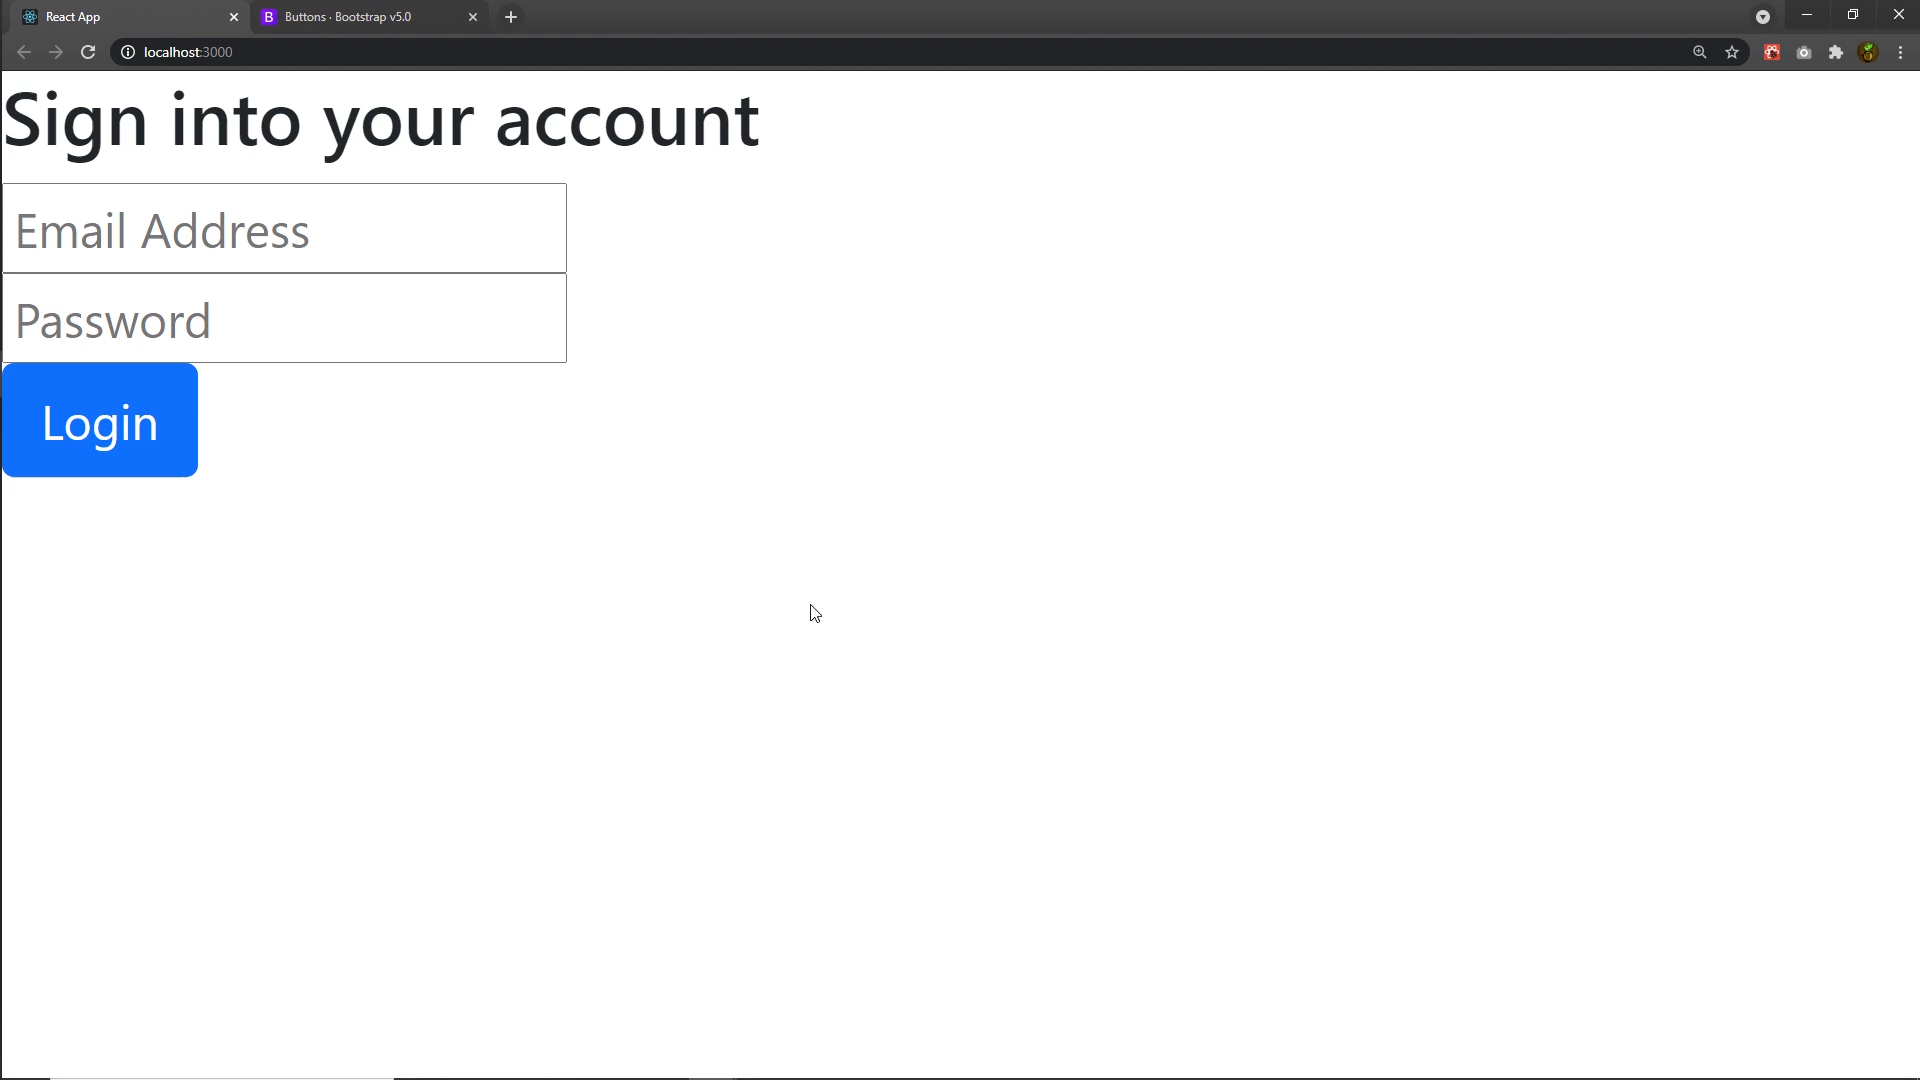 React App
B Buttons · Bootstrap v5.0
localhost:3000
Sign into your account
Email Address
Password
Login